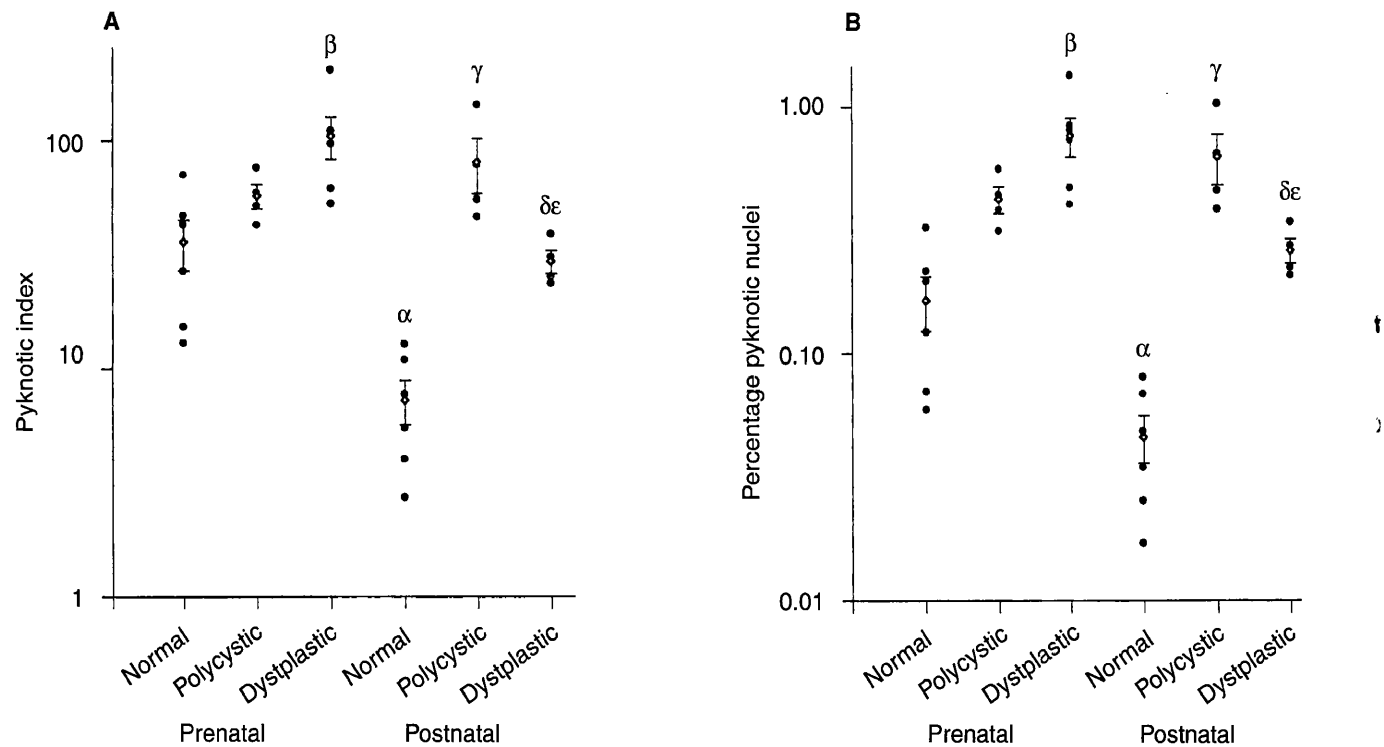 A
β
γ
100
δε
Pyknotic index
α
10
1
Normal
Polycystic
Dystplastic
Normal
Polycystic
Dystplastic
Prenatal
Postnatal
B
β
γ
1.00
δε
Percentage pyknotic nuclei
α
0.10
0.01
Normal
Polycystic
Dystplastic
Normal
Polycystic
Dystplastic
Prenatal
Postnatal